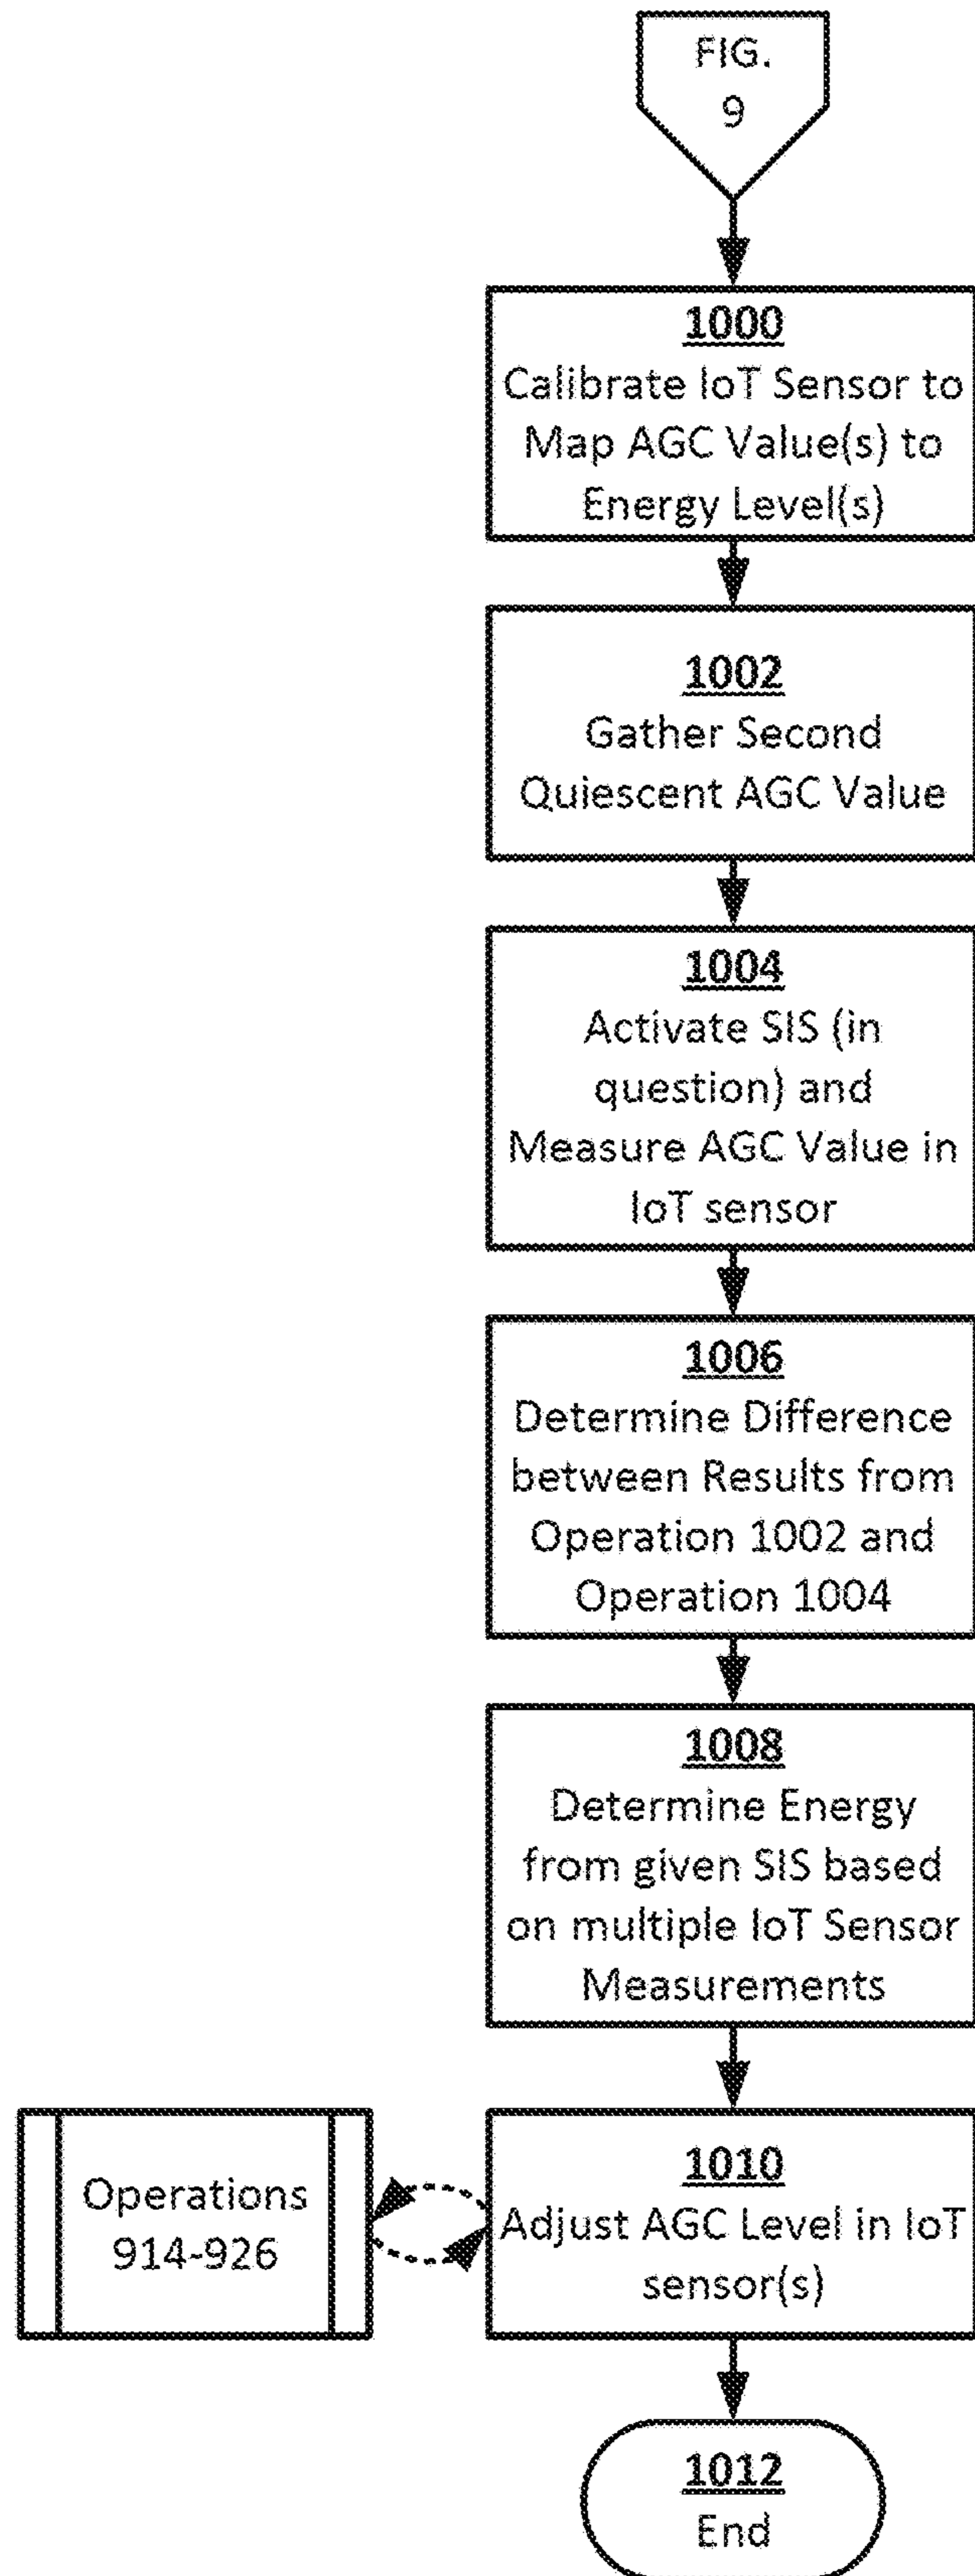 FIG.
9
1000
Calibrate IoT Sensor to
Map AGC Value(s) to
Energy Level(s)
1002
Gather Second
Quiescent AGC Value
1004
Activate SIS (in
question) and
Measure AGC Value in
IoT sensor
1006
Determine Difference
between Results from
Operation 1002 and
Operation 1004
1008
Determine Energy
from given SIS based
on multiple IoT Sensor
Measurements
Operations
914-926
1010
Adjust AGC Level in IoT
sensor(s)
1012
End